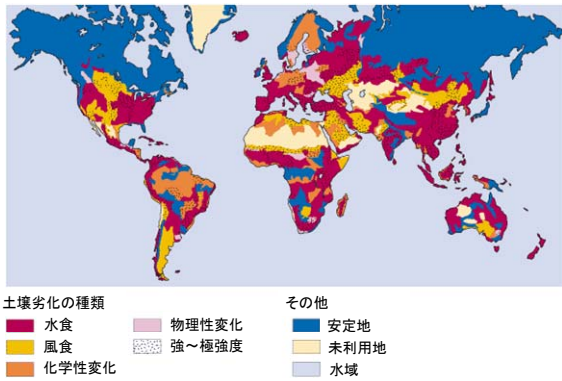 土壌劣化の種類
水食
風食
化学性変化
物理性変化
強～極強度
その他
安定地
未利用地
水域